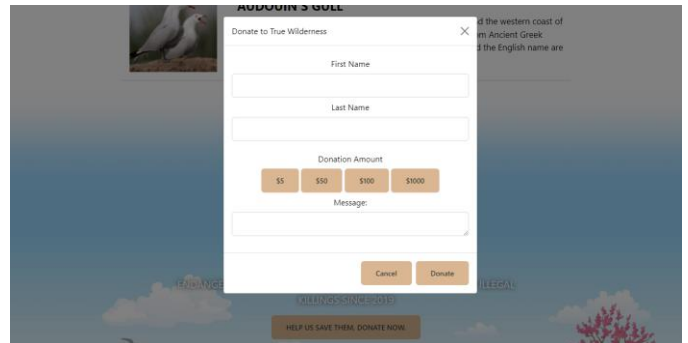 AUDOUIN'S GULL
Donate to True Wilderness
d the western coast of
m Ancient Greek
d the English name are
First Name
Last Name
Donation Amount
$5 $50 $100 $1000
Message:
Cancel Donate
ENDANGE
ILLEGAL
KILLINGS SINCE 2019
HELP US SAVE THEM, DONATE NOW.